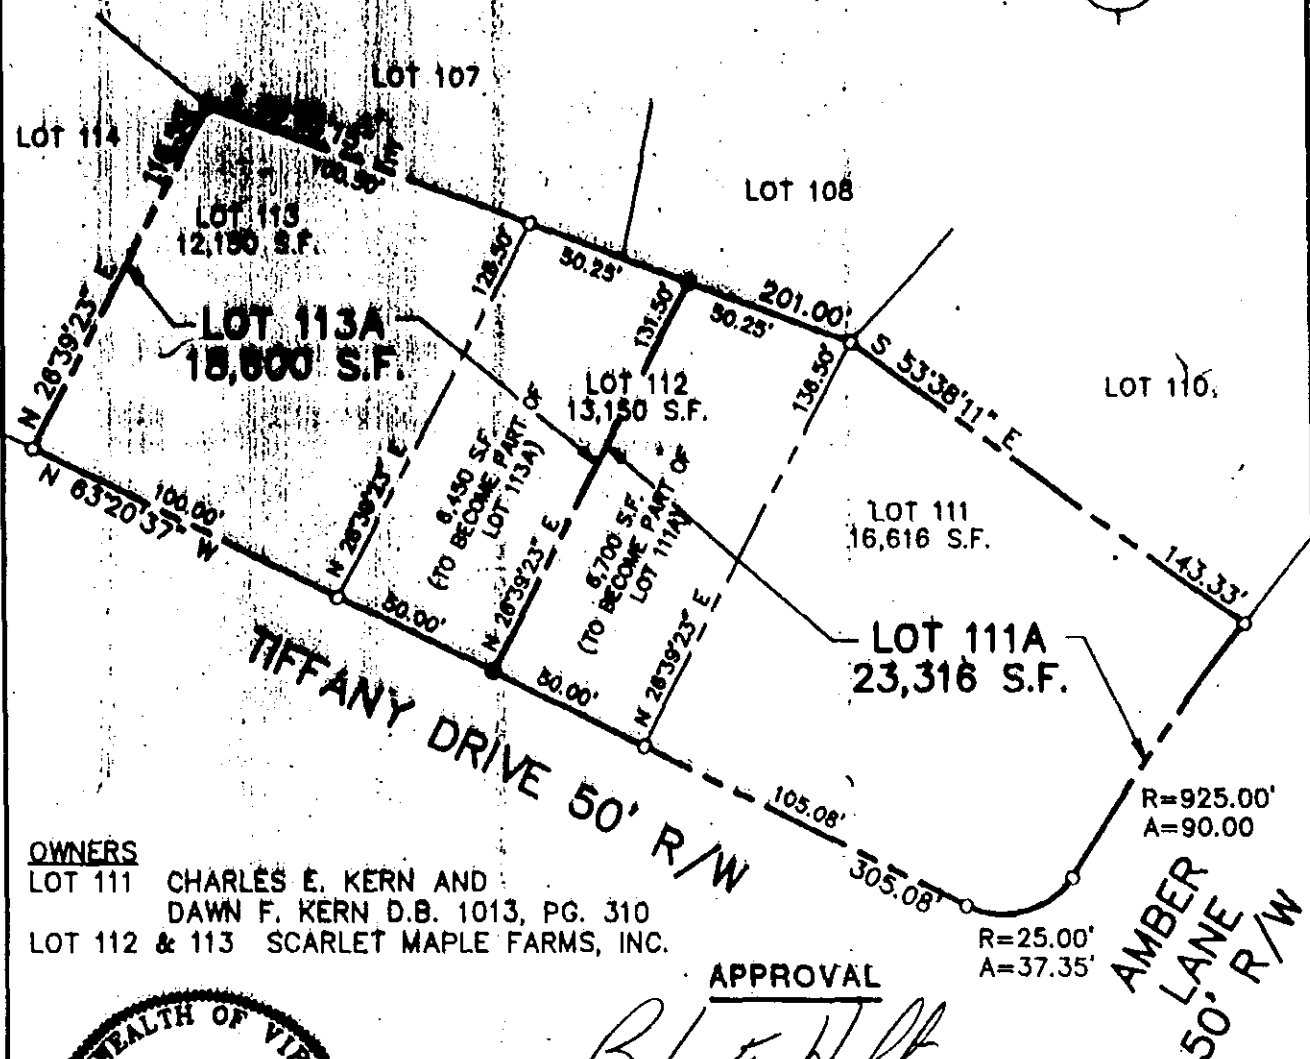 LOT 107
LOT 114
LOT 108
100.50'
LOT 113
12,150 S.F.
N 26°39'23" E
128.50'
50.25'
131.50'
201.00'
50.25'
138.50'
S 53°38'11" E
LOT 110
LOT 113A
18,600 S.F.
LOT 112
13,150 S.F.
N 63°20'37" W
100.00'
N 26°39'23" E
6,450 S.F.
(TO BECOME PART OF
LOT 113A)
N 26°39'23" E
6,700 S.F.
(TO BECOME PART OF
LOT 111A)
N 26°39'23" E
LOT 111
16,616 S.F.
143.33'
50.00'
50.00'
LOT 111A
23,316 S.F.
TIFFANY DRIVE 50' R/W
105.08'
305.08'
R=925.00'
A=90.00
R=25.00'
A=37.35'
AMBER
LANE
50' R/W
OWNERS
LOT 111 CHARLES E. KERN AND
DAWN F. KERN D.B. 1013, PG. 310
LOT 112 & 113 SCARLET MAPLE FARMS, INC.
APPROVAL
OF